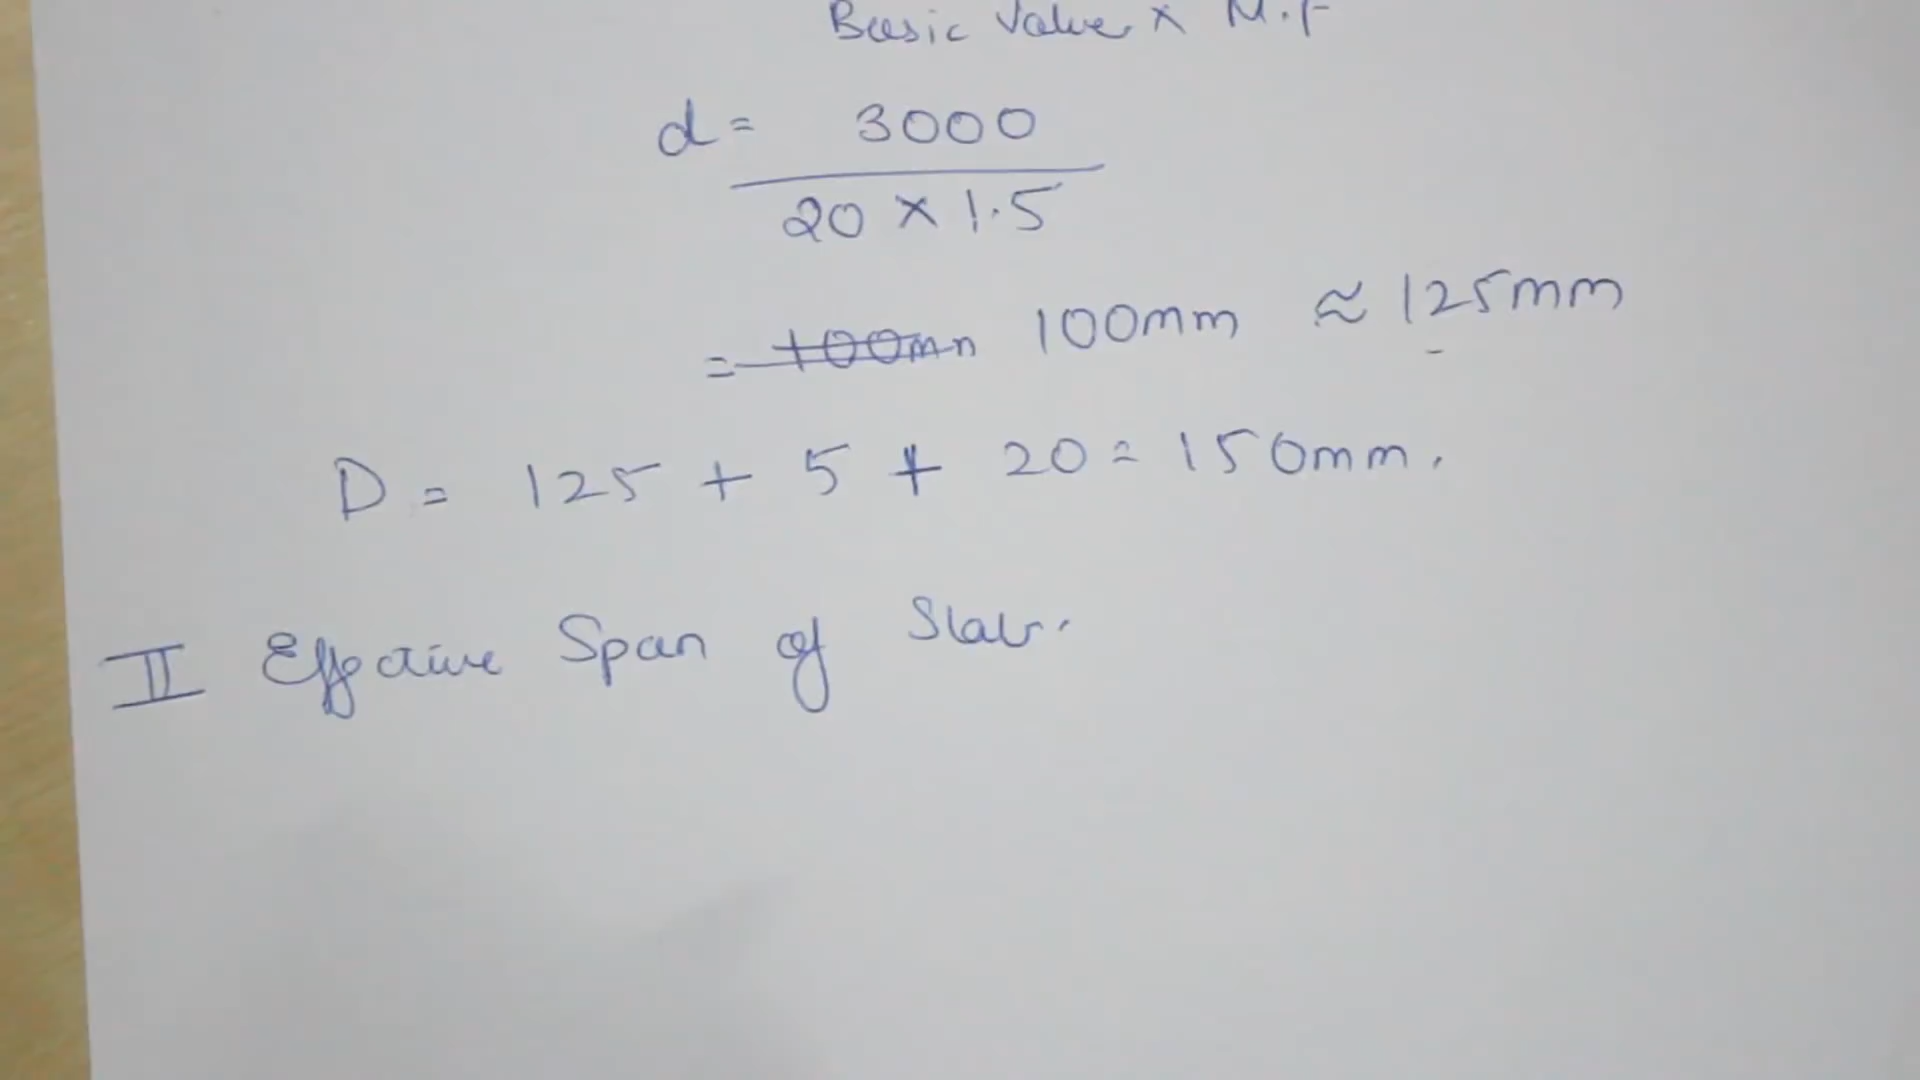 Basic Value × M.F
d = 3000
20 × 1.5
= 100mm 100mm ≈ 125mm
D = 125 + 5 + 20 = 150mm.
II Effective Span of Slab.